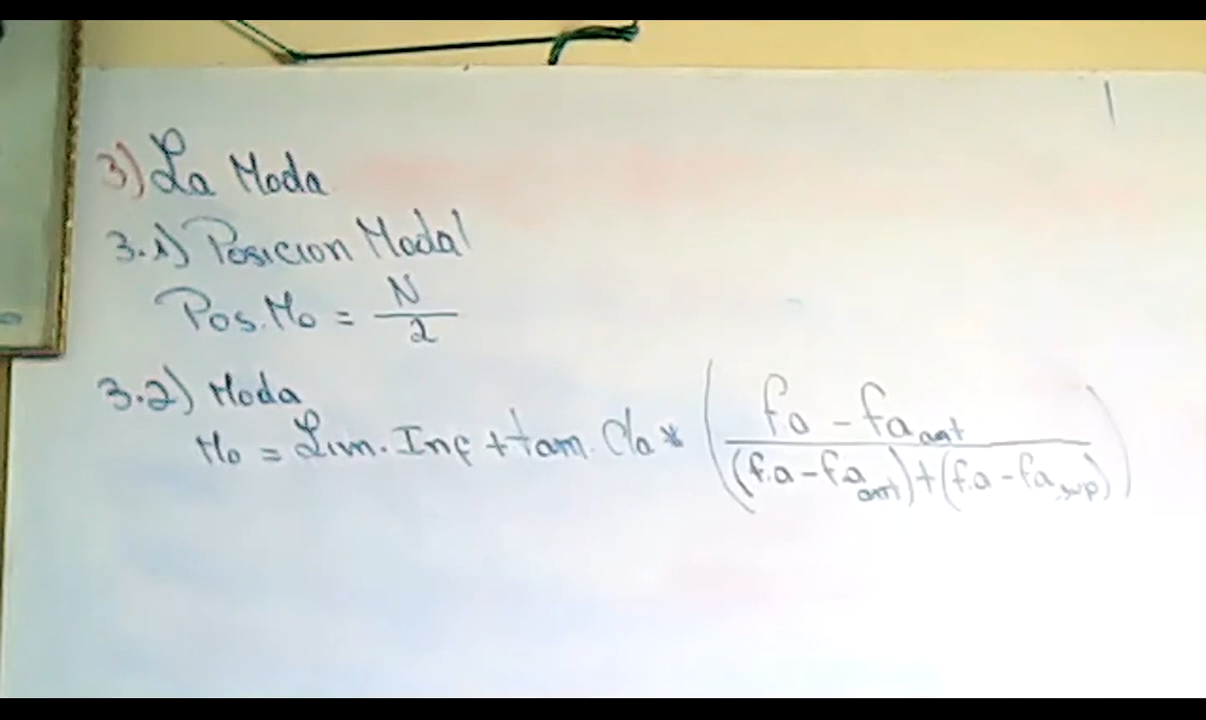 3) La Moda
3.1) Posicion Modal
Pos. Mo = N/2
3.2) Moda
Mo = Lim. Inf + tam. Cla * ( (f.a - fa ant) / ((f.a - fa ant) + (f.a - fa sup)) )